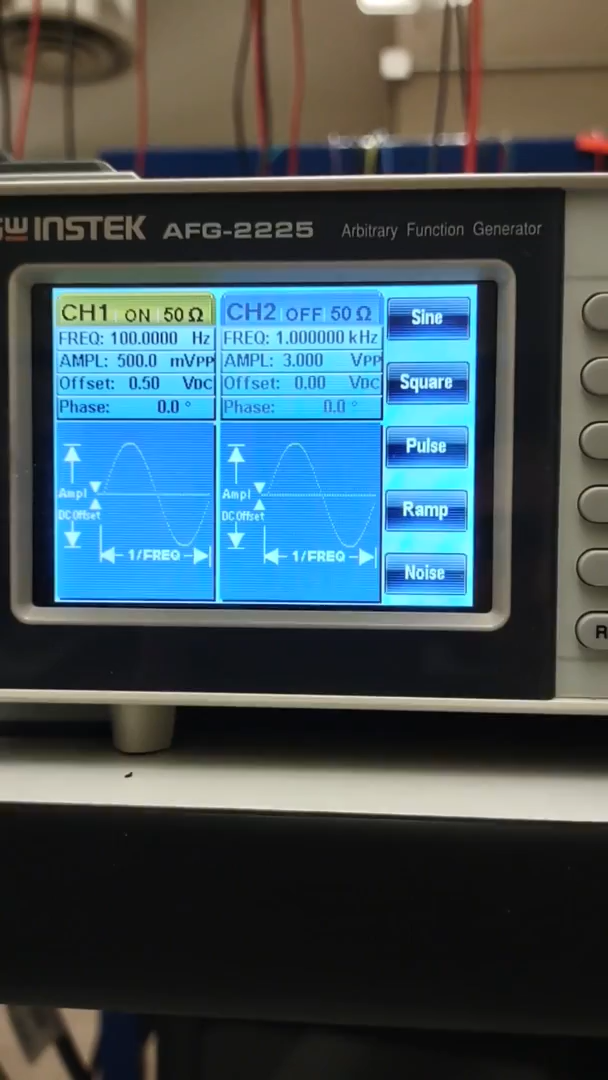 GWINSTEK AFG-2225 Arbitrary Function Generator
CH1 ON 50 Ω
FREQ: 100.0000 Hz
AMPL: 500.0 mVPP
Offset: 0.50 VDC
Phase: 0.0 °
Ampl
DC Offset
1/FREQ
CH2 OFF 50 Ω
FREQ: 1.000000 kHz
AMPL: 3.000 VPP
Offset: 0.00 VDC
Phase: 0.0 °
Ampl
DC Offset
1/FREQ
Sine
Square
Pulse
Ramp
Noise